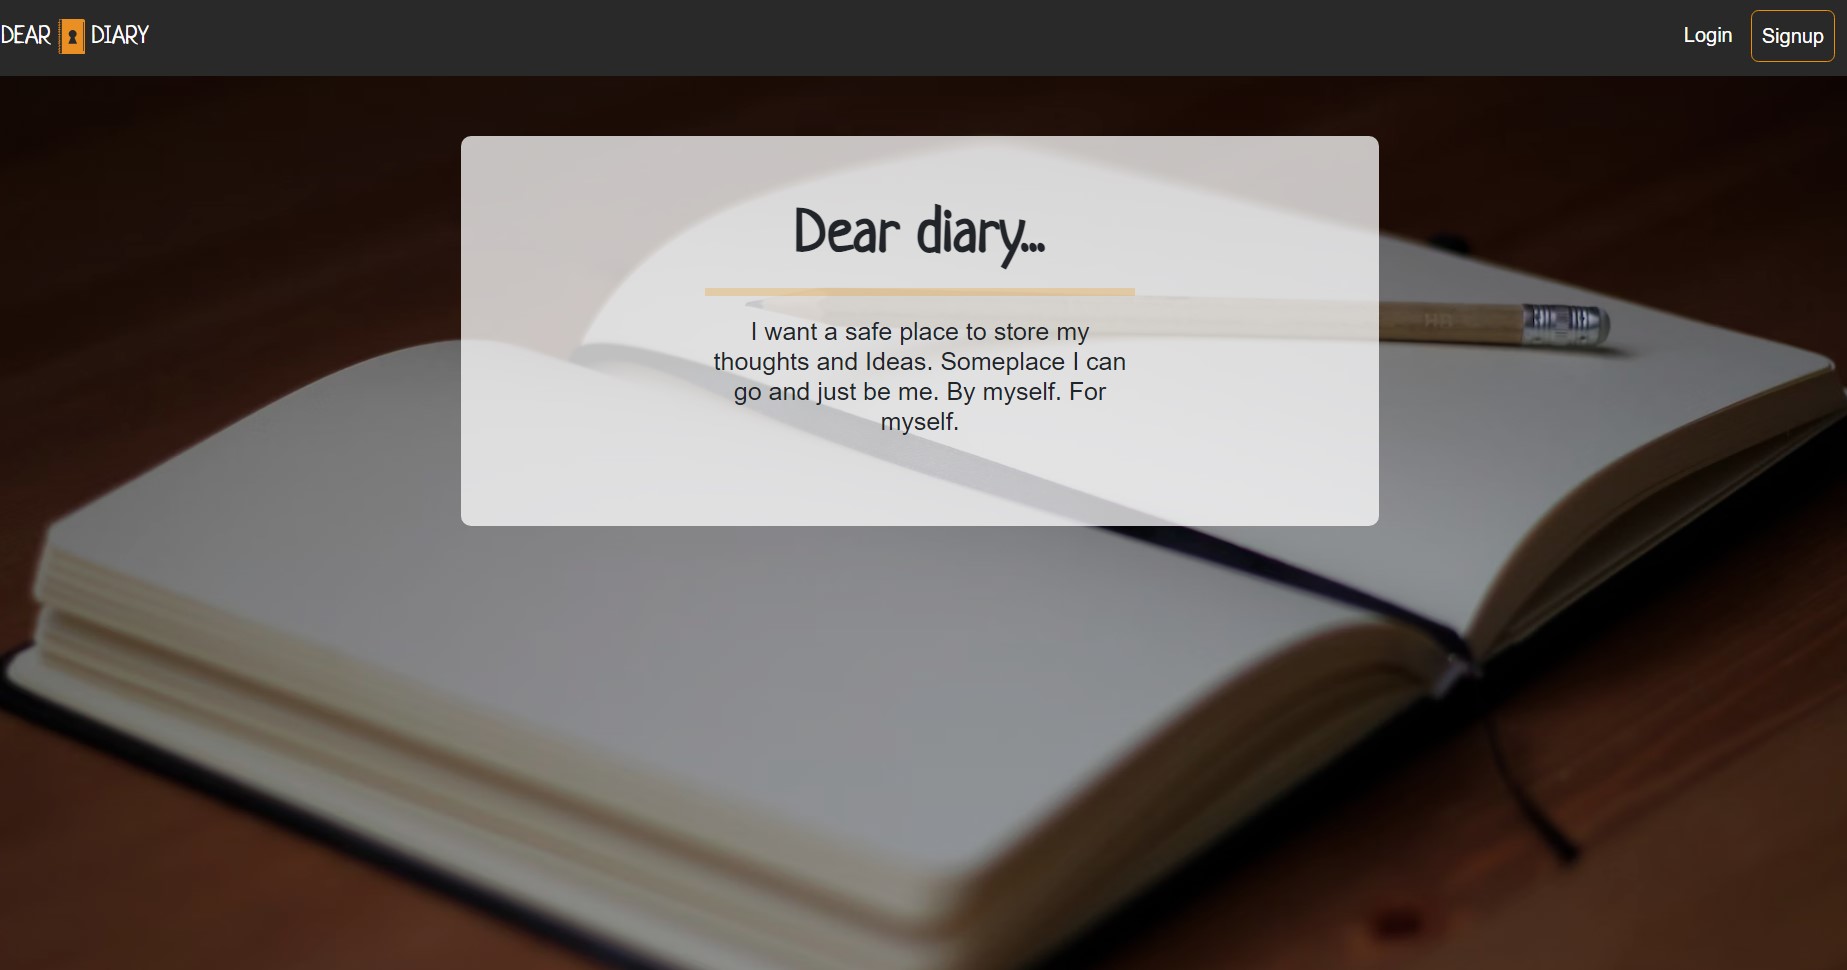 DEAR DIARY
Login
Signup
Dear diary...
I want a safe place to store my
thoughts and Ideas. Someplace I can
go and just be me. By myself. For
myself.
HB